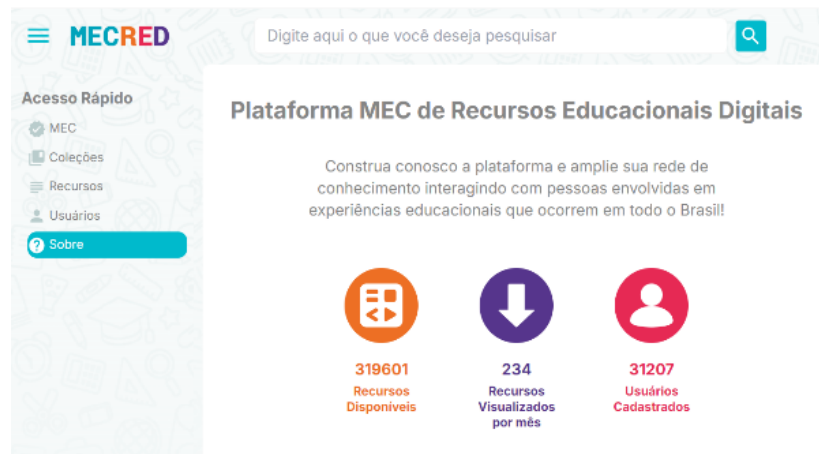 MECRED
Digite aqui o que você deseja pesquisar
Acesso Rápido
MEC
Coleções
Recursos
Usuários
Sobre
Plataforma MEC de Recursos Educacionais Digitais
Construa conosco a plataforma e amplie sua rede de
conhecimento interagindo com pessoas envolvidas em
experiências educacionais que ocorrem em todo o Brasil!
319601
Recursos
Disponíveis
234
Recursos
Visualizados
por mês
31207
Usuários
Cadastrados